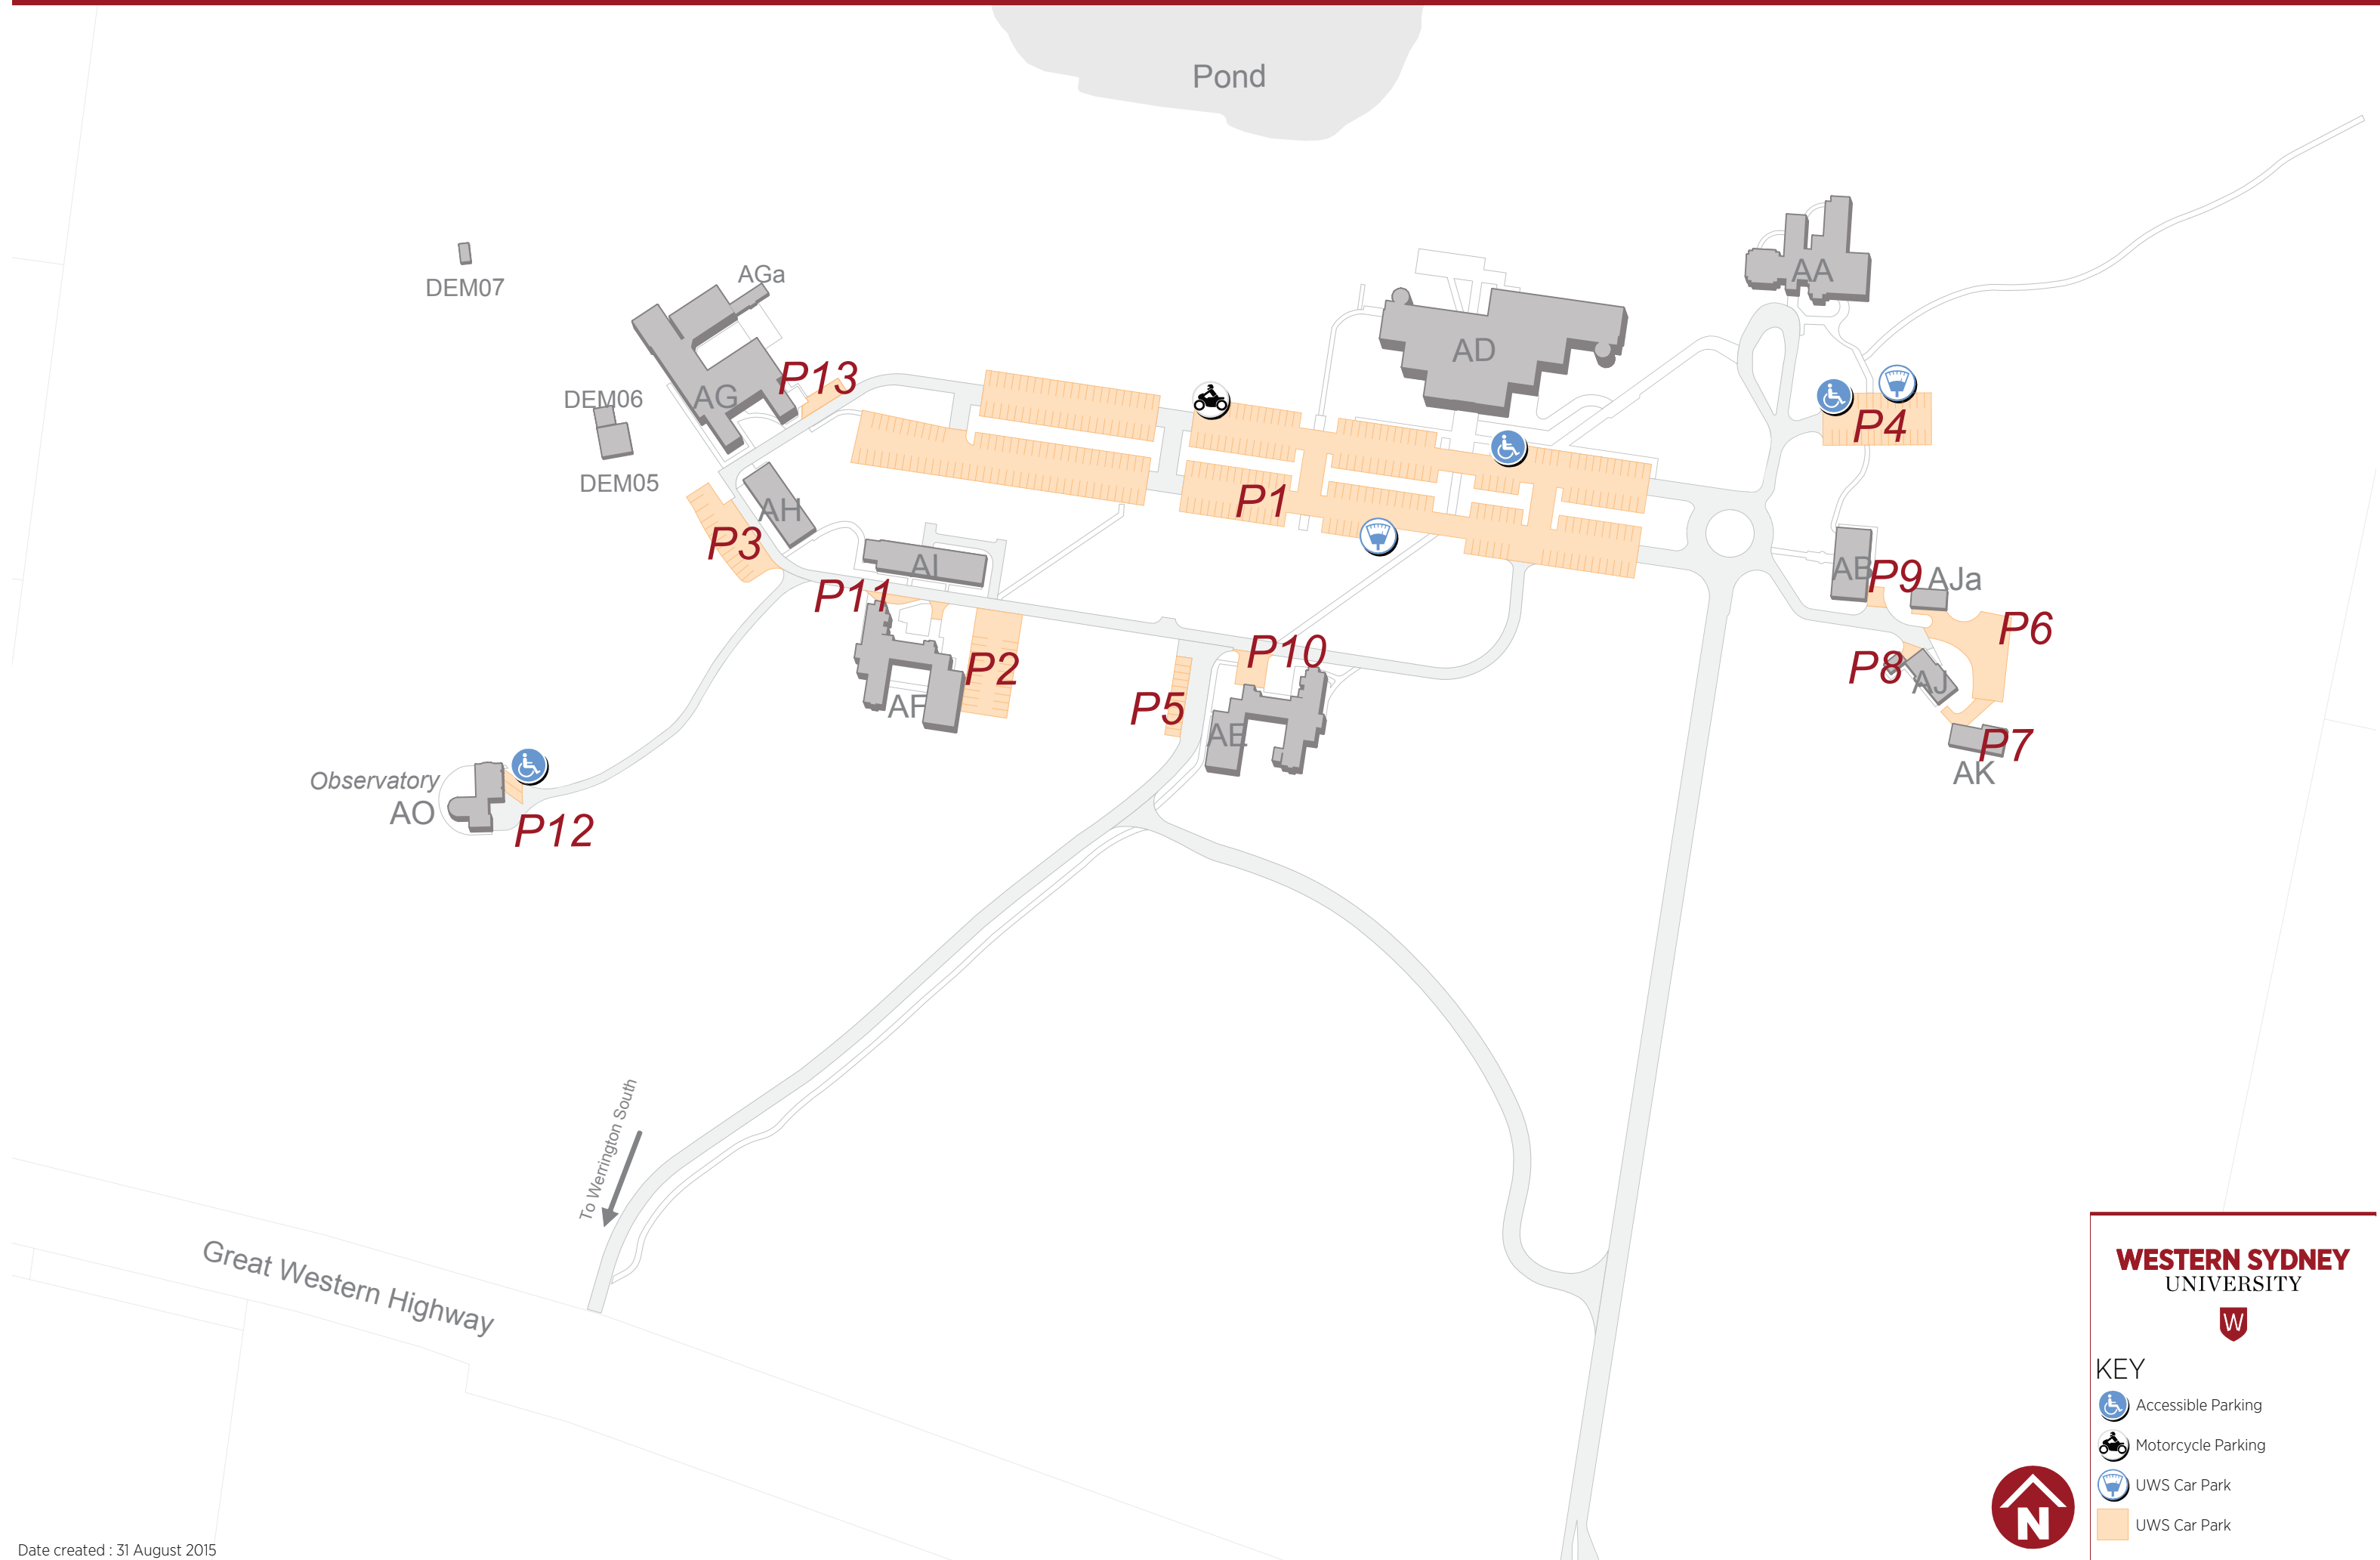 Pond
AA
DEM07
AGa
AD
P13
AG
DEM06
P4
DEM05
P1
AH
P3
AI
AB
P9
AJa
P11
P6
P10
P2
P8
AJ
AF
P5
AE
P7
AK
Observatory
AO
P12
To Werrington South
Great Western Highway
WESTERN SYDNEY
UNIVERSITY
W
KEY
Accessible Parking
Motorcycle Parking
UWS Car Park
UWS Car Park
N
Date created : 31 August 2015